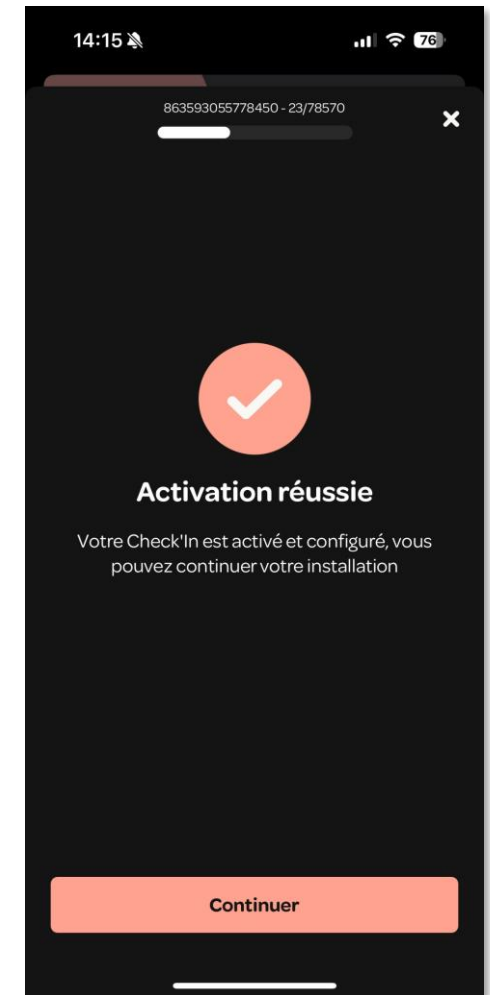 14:15
76
863593055778450 - 23/78570
Activation réussie
Votre Check'In est activé et configuré, vous
pouvez continuer votre installation
Continuer